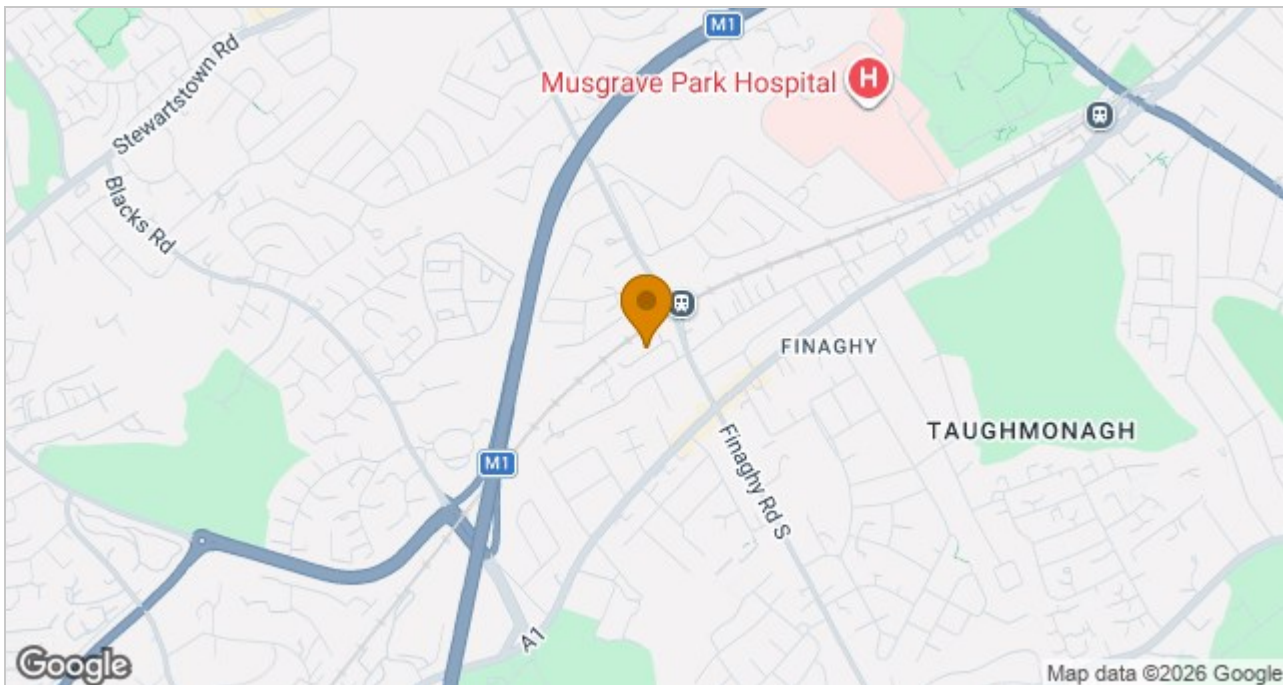 M1
Musgrave Park Hospital H
Stewartstown Rd
Blacks Rd
FINAGHY
TAUGHMONAGH
Finaghy Rd S
M1
A1
Google
Map data ©2026 Google